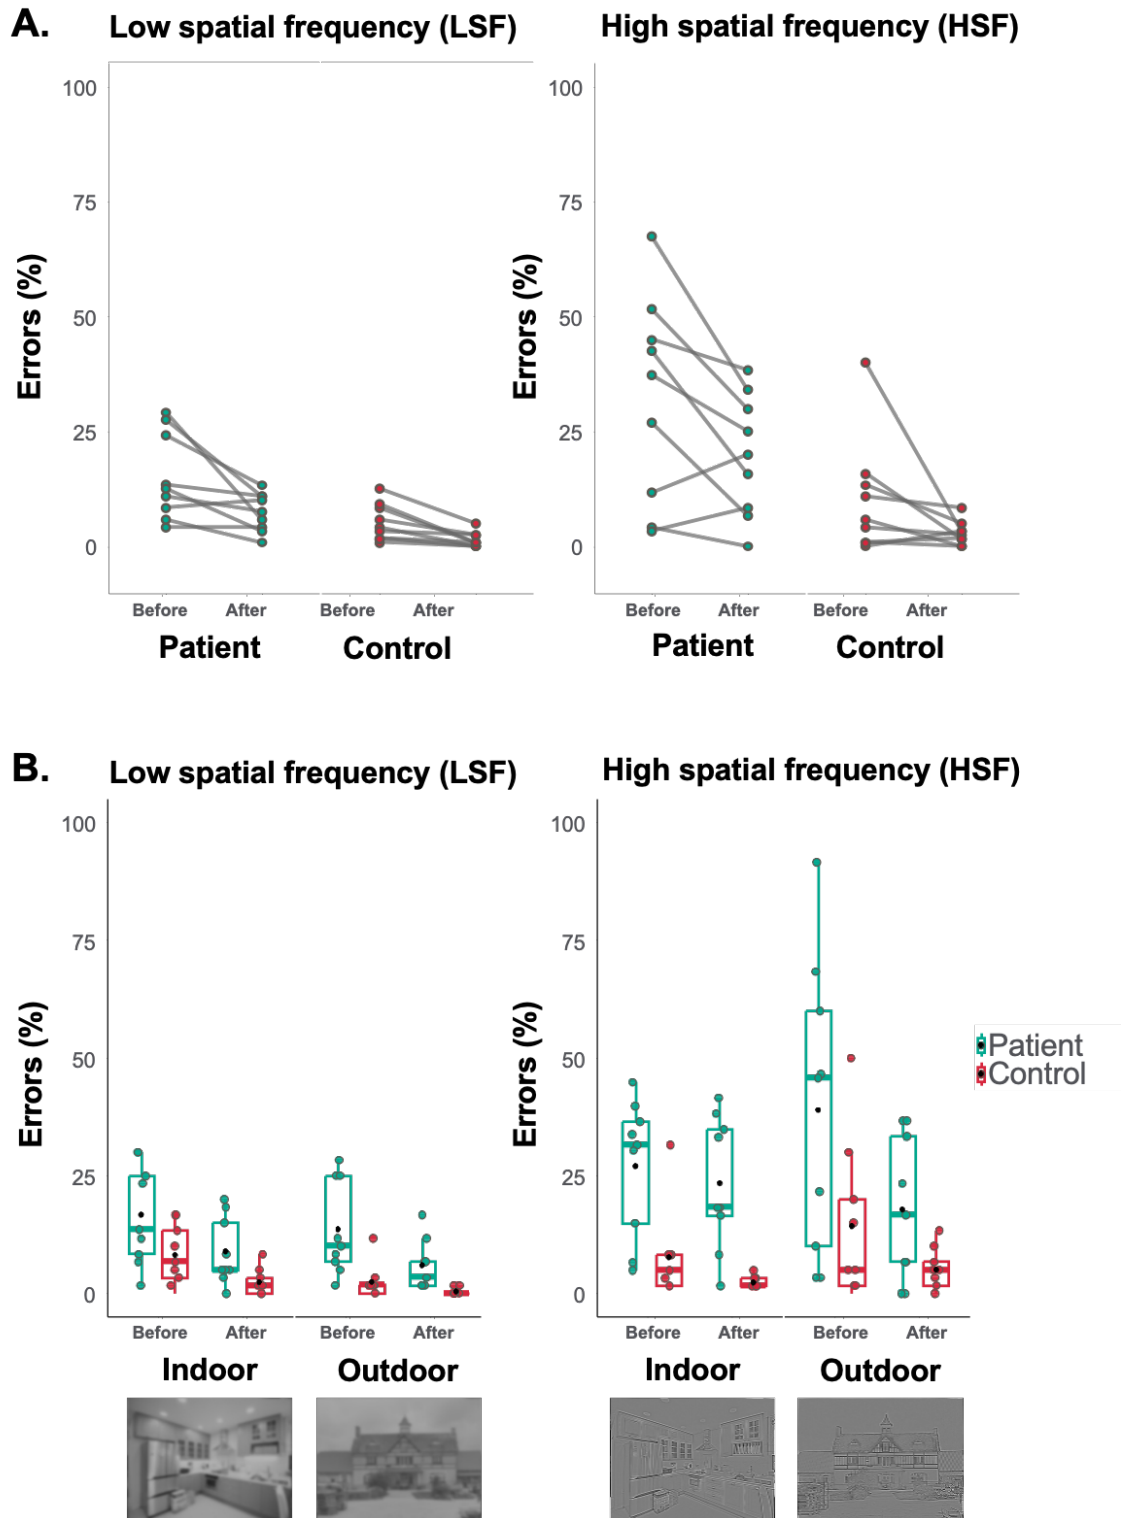 A.
Low spatial frequency (LSF)
High spatial frequency (HSF)
100
75
50
25
0
Errors (%)
Before After Before After
Patient Control
100
75
50
25
0
Errors (%)
Before After Before After
Patient Control
B.
Low spatial frequency (LSF)
High spatial frequency (HSF)
100
75
50
25
0
Errors (%)
Before After Before After
Indoor Outdoor
100
75
50
25
0
Errors (%)
Before After Before After
Indoor Outdoor
Patient
Control